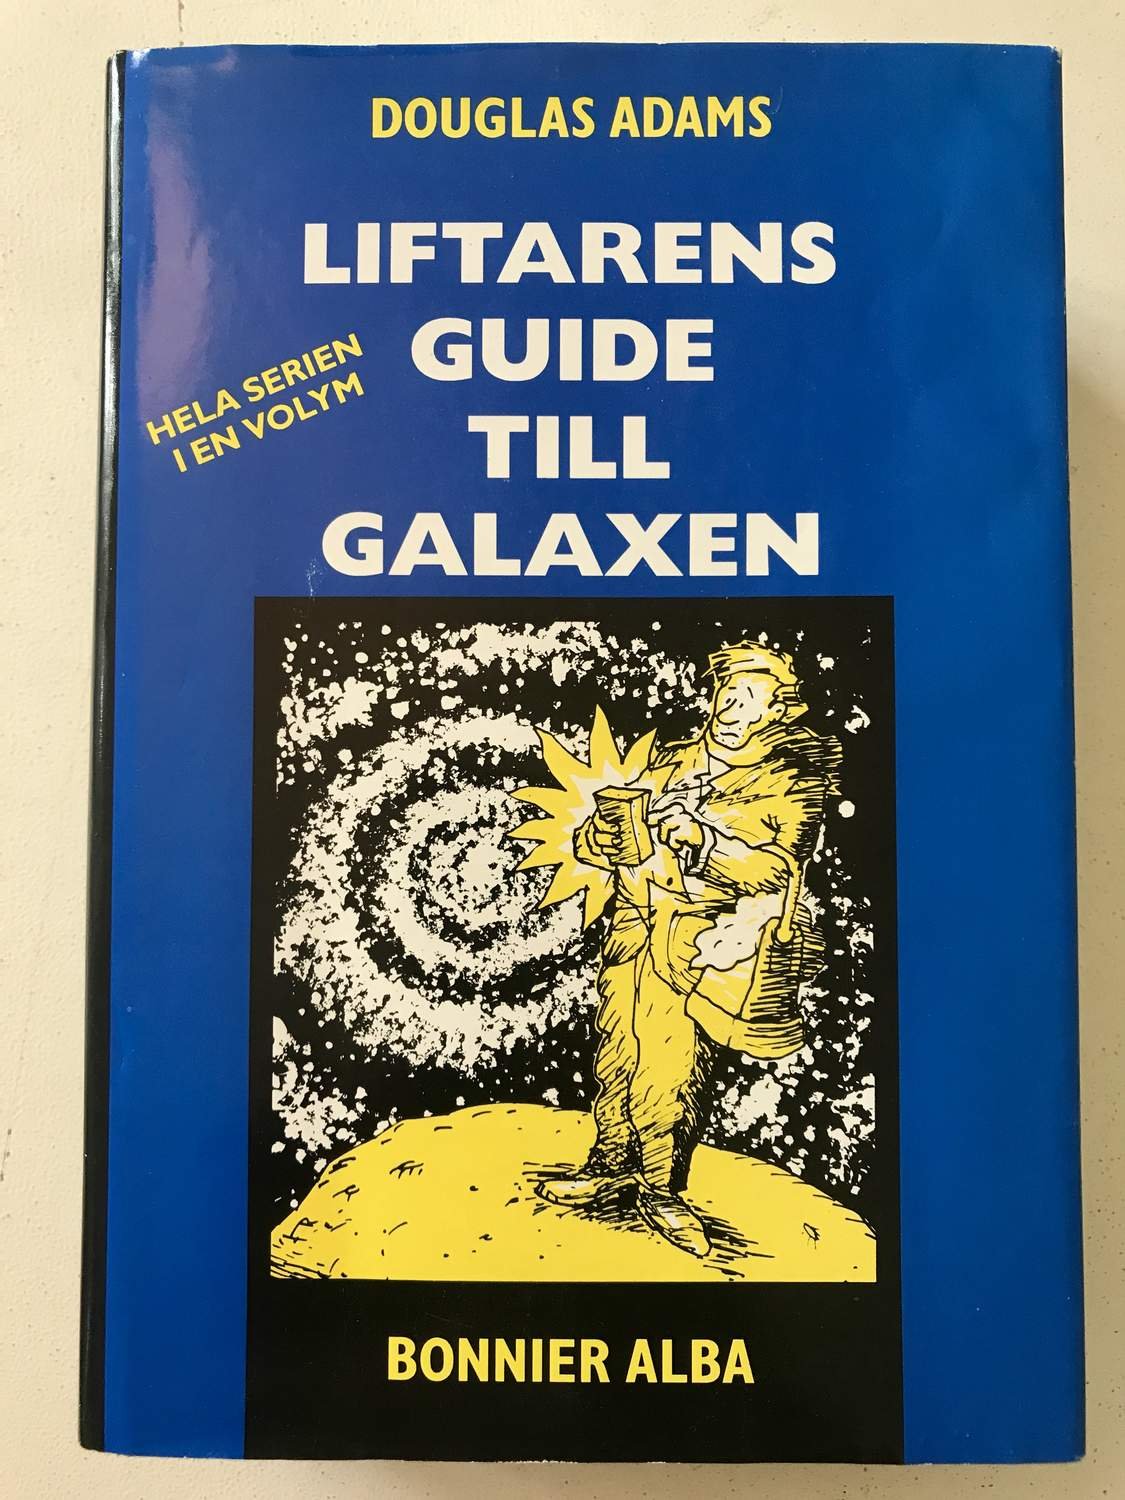 DOUGLAS ADAMS
LIFTARENS
GUIDE
TILL
GALAXEN
HELA SERIEN
I EN VOLYM
BONNIER ALBA